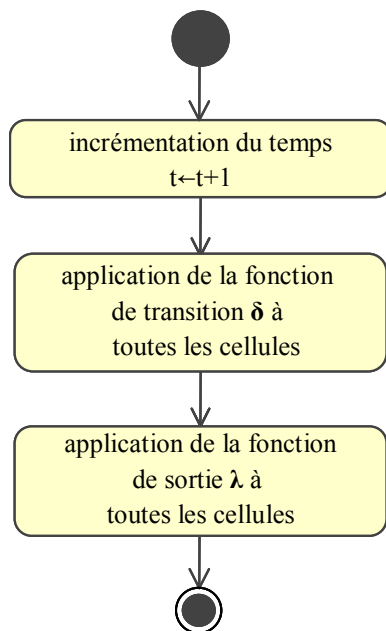 incrémentation du temps
t←t+1
application de la fonction
de transition δ à
toutes les cellules
application de la fonction
de sortie λ à
toutes les cellules